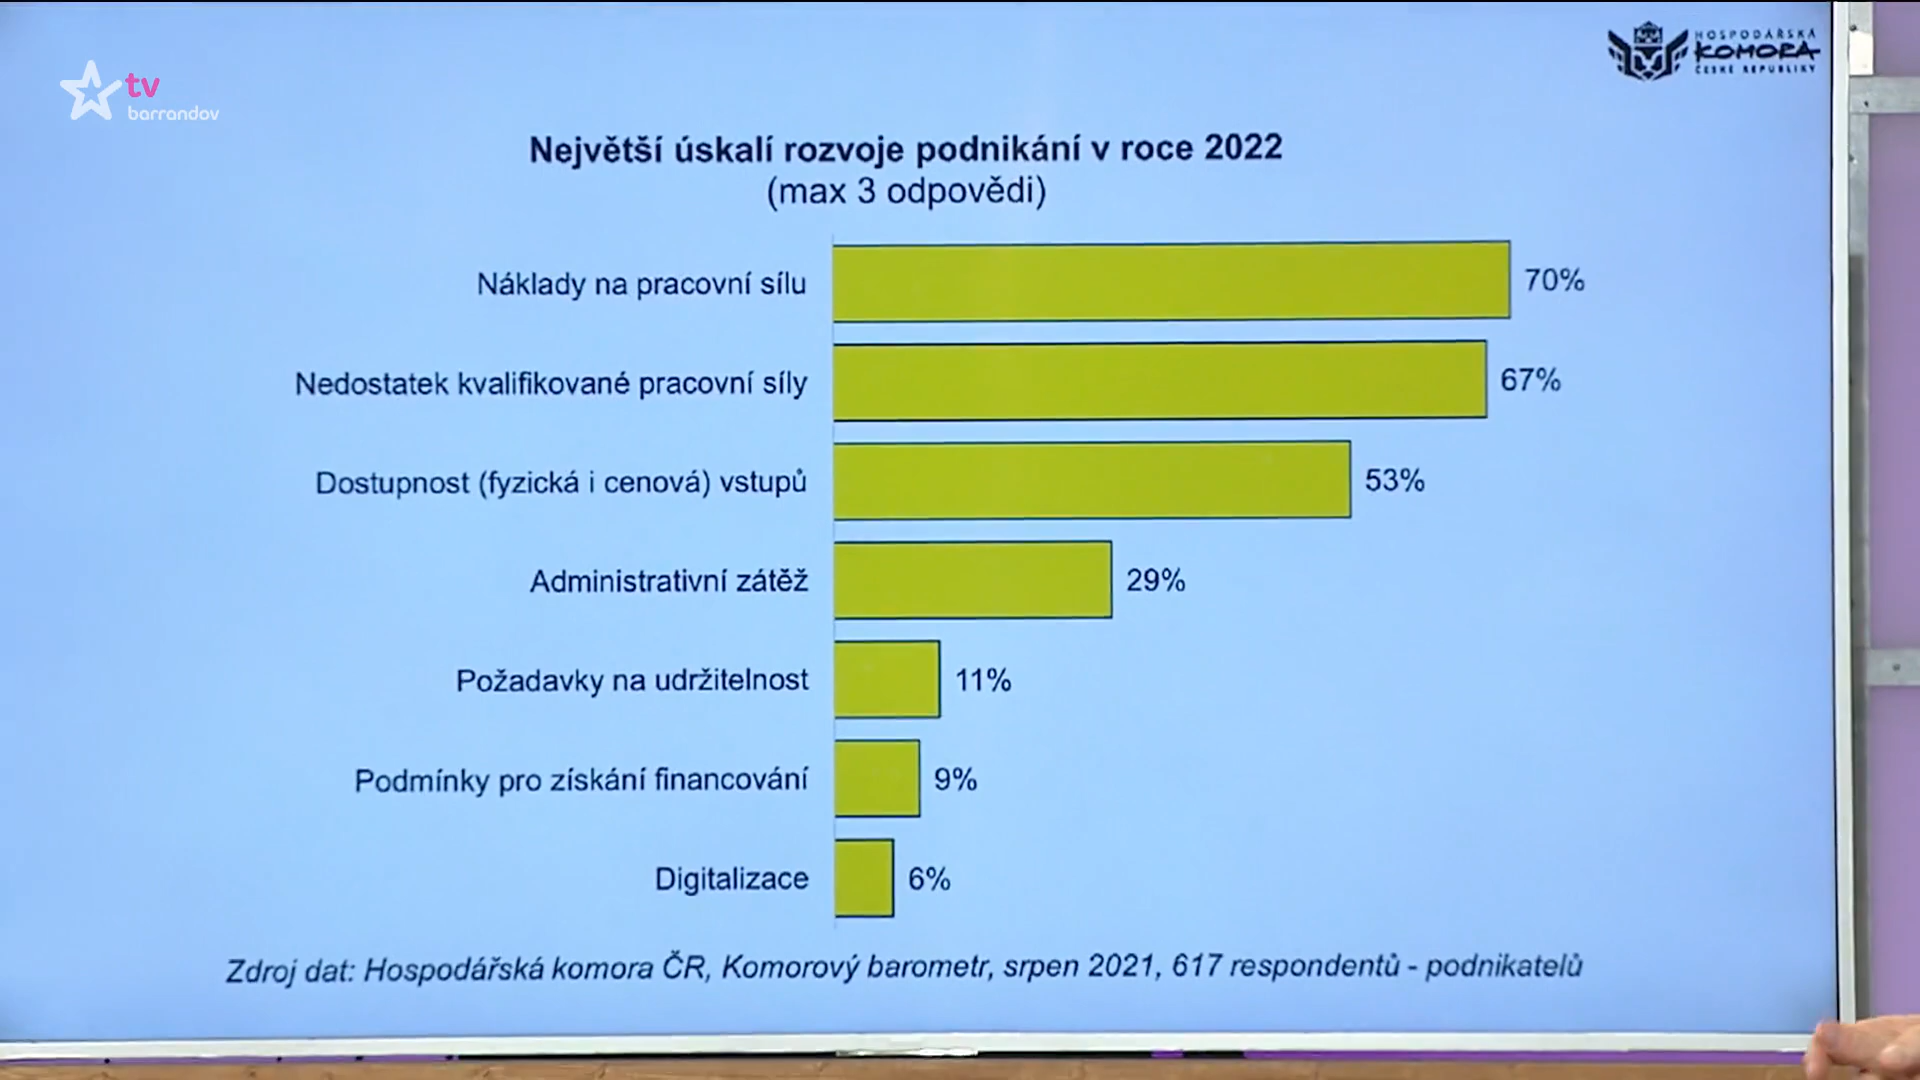 HOSPODÁŘSKÁ
KOMORA
ČESKÉ REPUBLIKY
tv
barrandov
Největší úskalí rozvoje podnikání v roce 2022
(max 3 odpovědi)
Náklady na pracovní sílu 70%
Nedostatek kvalifikované pracovní síly 67%
Dostupnost (fyzická i cenová) vstupů 53%
Administrativní zátěž 29%
Požadavky na udržitelnost 11%
Podmínky pro získání financování 9%
Digitalizace 6%
Zdroj dat: Hospodářská komora ČR, Komorový barometr, srpen 2021, 617 respondentů - podnikatelů